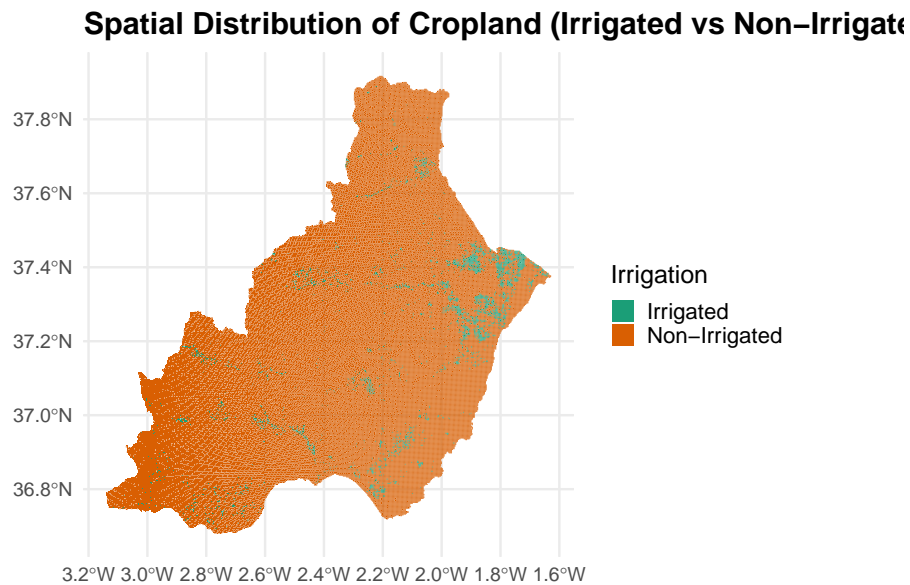 Spatial Distribution of Cropland (Irrigated vs Non−Irrigate
37.8°N
37.6°N
37.4°N
37.2°N
37.0°N
36.8°N
3.2°W 3.0°W 2.8°W 2.6°W 2.4°W 2.2°W 2.0°W 1.8°W 1.6°W
Irrigation
Irrigated
Non−Irrigated